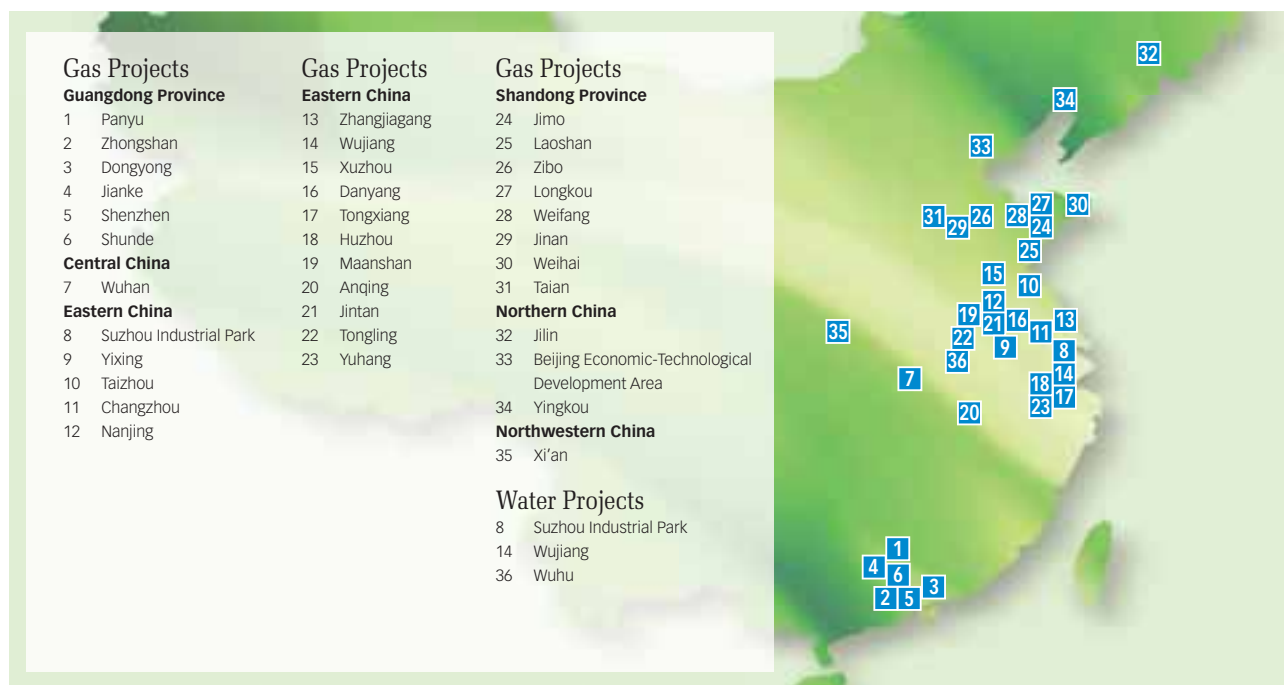 Gas Projects
Guangdong Province
1 Panyu
2 Zhongshan
3 Dongyong
4 Jianke
5 Shenzhen
6 Shunde
Central China
7 Wuhan
Eastern China
8 Suzhou Industrial Park
9 Yixing
10 Taizhou
11 Changzhou
12 Nanjing
Gas Projects
Eastern China
13 Zhangjiagang
14 Wujiang
15 Xuzhou
16 Danyang
17 Tongxiang
18 Huzhou
19 Maanshan
20 Anqing
21 Jintan
22 Tongling
23 Yuhang
Gas Projects
Shandong Province
24 Jimo
25 Laoshan
26 Zibo
27 Longkou
28 Weifang
29 Jinan
30 Weihai
31 Taian
Northern China
32 Jilin
33 Beijing Economic-Technological
Development Area
34 Yingkou
Northwestern China
35 Xi'an
Water Projects
8 Suzhou Industrial Park
14 Wujiang
36 Wuhu
32
34
33
27
30
31
26
28
29
24
25
15
10
12
19
21
16
13
11
35
22
9
8
36
7
14
18
17
20
23
1
4
6
3
2
5